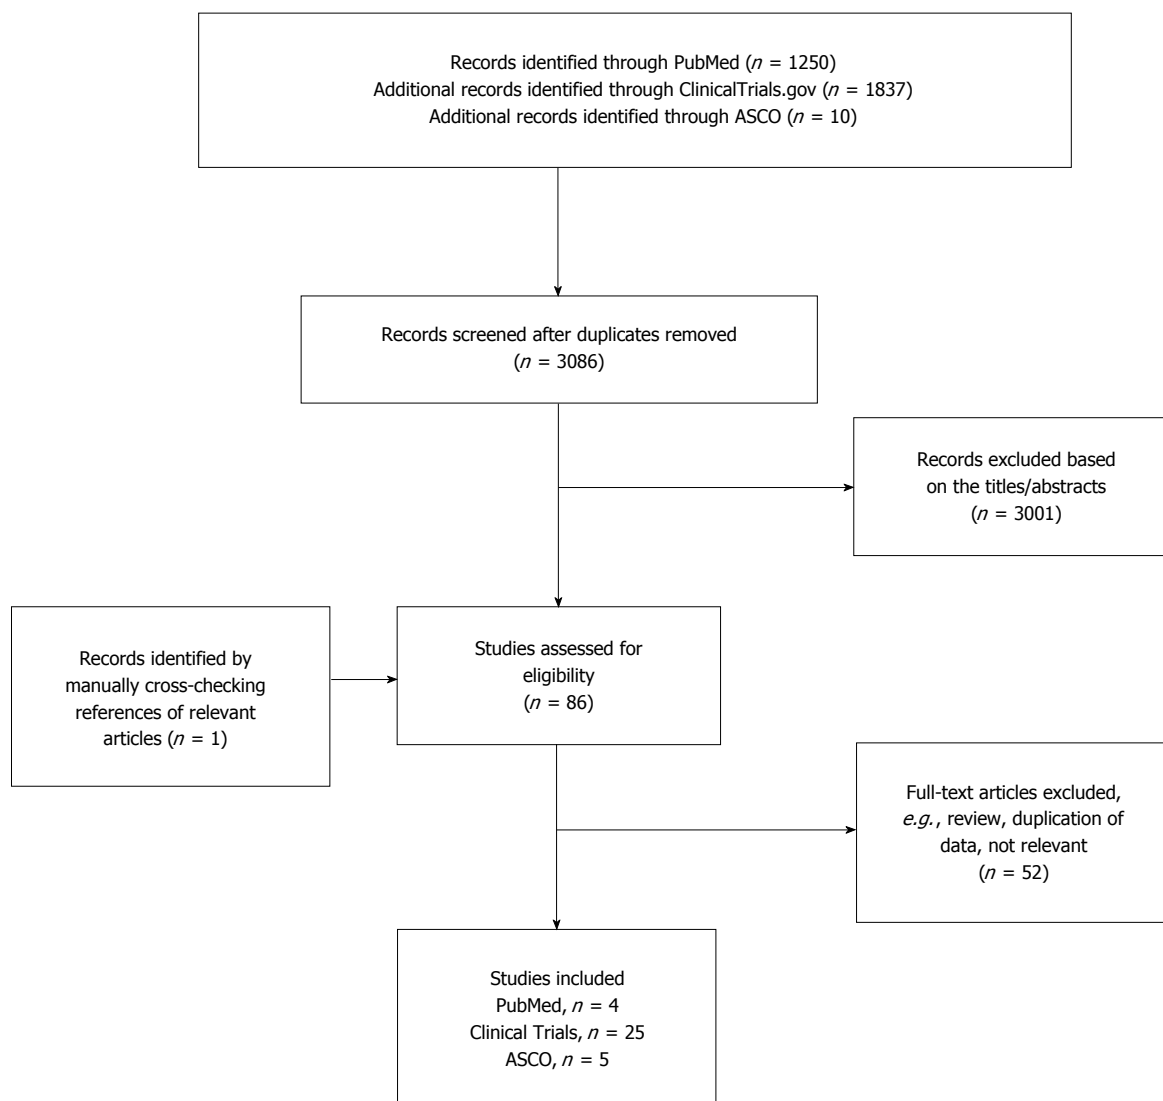 Records identified through PubMed (n = 1250)
Additional records identified through ClinicalTrials.gov (n = 1837)
Additional records identified through ASCO (n = 10)
Records screened after duplicates removed
(n = 3086)
Records excluded based
on the titles/abstracts
(n = 3001)
Records identified by
manually cross-checking
references of relevant
articles (n = 1)
Studies assessed for
eligibility
(n = 86)
Full-text articles excluded,
e.g., review, duplication of
data, not relevant
(n = 52)
Studies included
PubMed, n = 4
Clinical Trials, n = 25
ASCO, n = 5